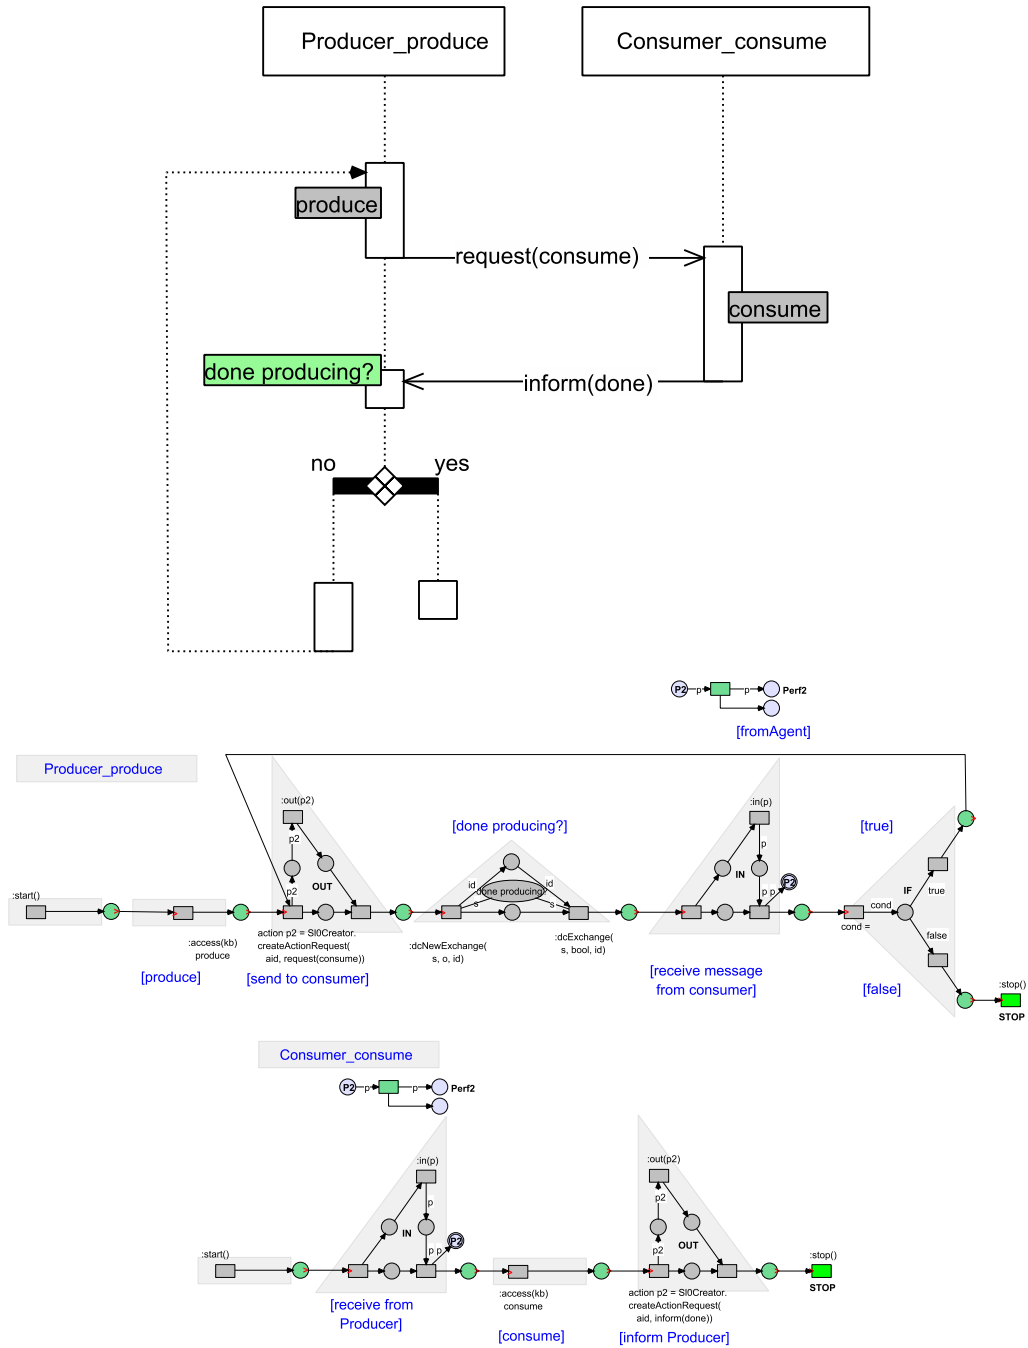 Producer_produce
Consumer_consume
produce
request(consume)
consume
done producing?
inform(done)
no
yes
P2
p
p
Perf2
[fromAgent]
Producer_produce
:out(p2)
:in(p)
[done producing?]
[true]
p2
p
id
id
IN
P2
IF
OUT
done producing?
true
:start()
p2
s
s
p p
cond
cond =
false
:access(kb)
produce
action p2 = Sl0Creator.
createActionRequest(
aid, request(consume))
:dcNewExchange(
s, o, id)
:dcExchange(
s, bool, id)
[produce]
[send to consumer]
[receive message
from consumer]
[false]
:stop()
STOP
Consumer_consume
P2
p
p
Perf2
:in(p)
:out(p2)
p
p2
IN
P2
OUT
:start()
p p
p2
:stop()
STOP
:access(kb)
consume
action p2 = Sl0Creator.
createActionRequest(
aid, inform(done))
[receive from
Producer]
[consume]
[inform Producer]